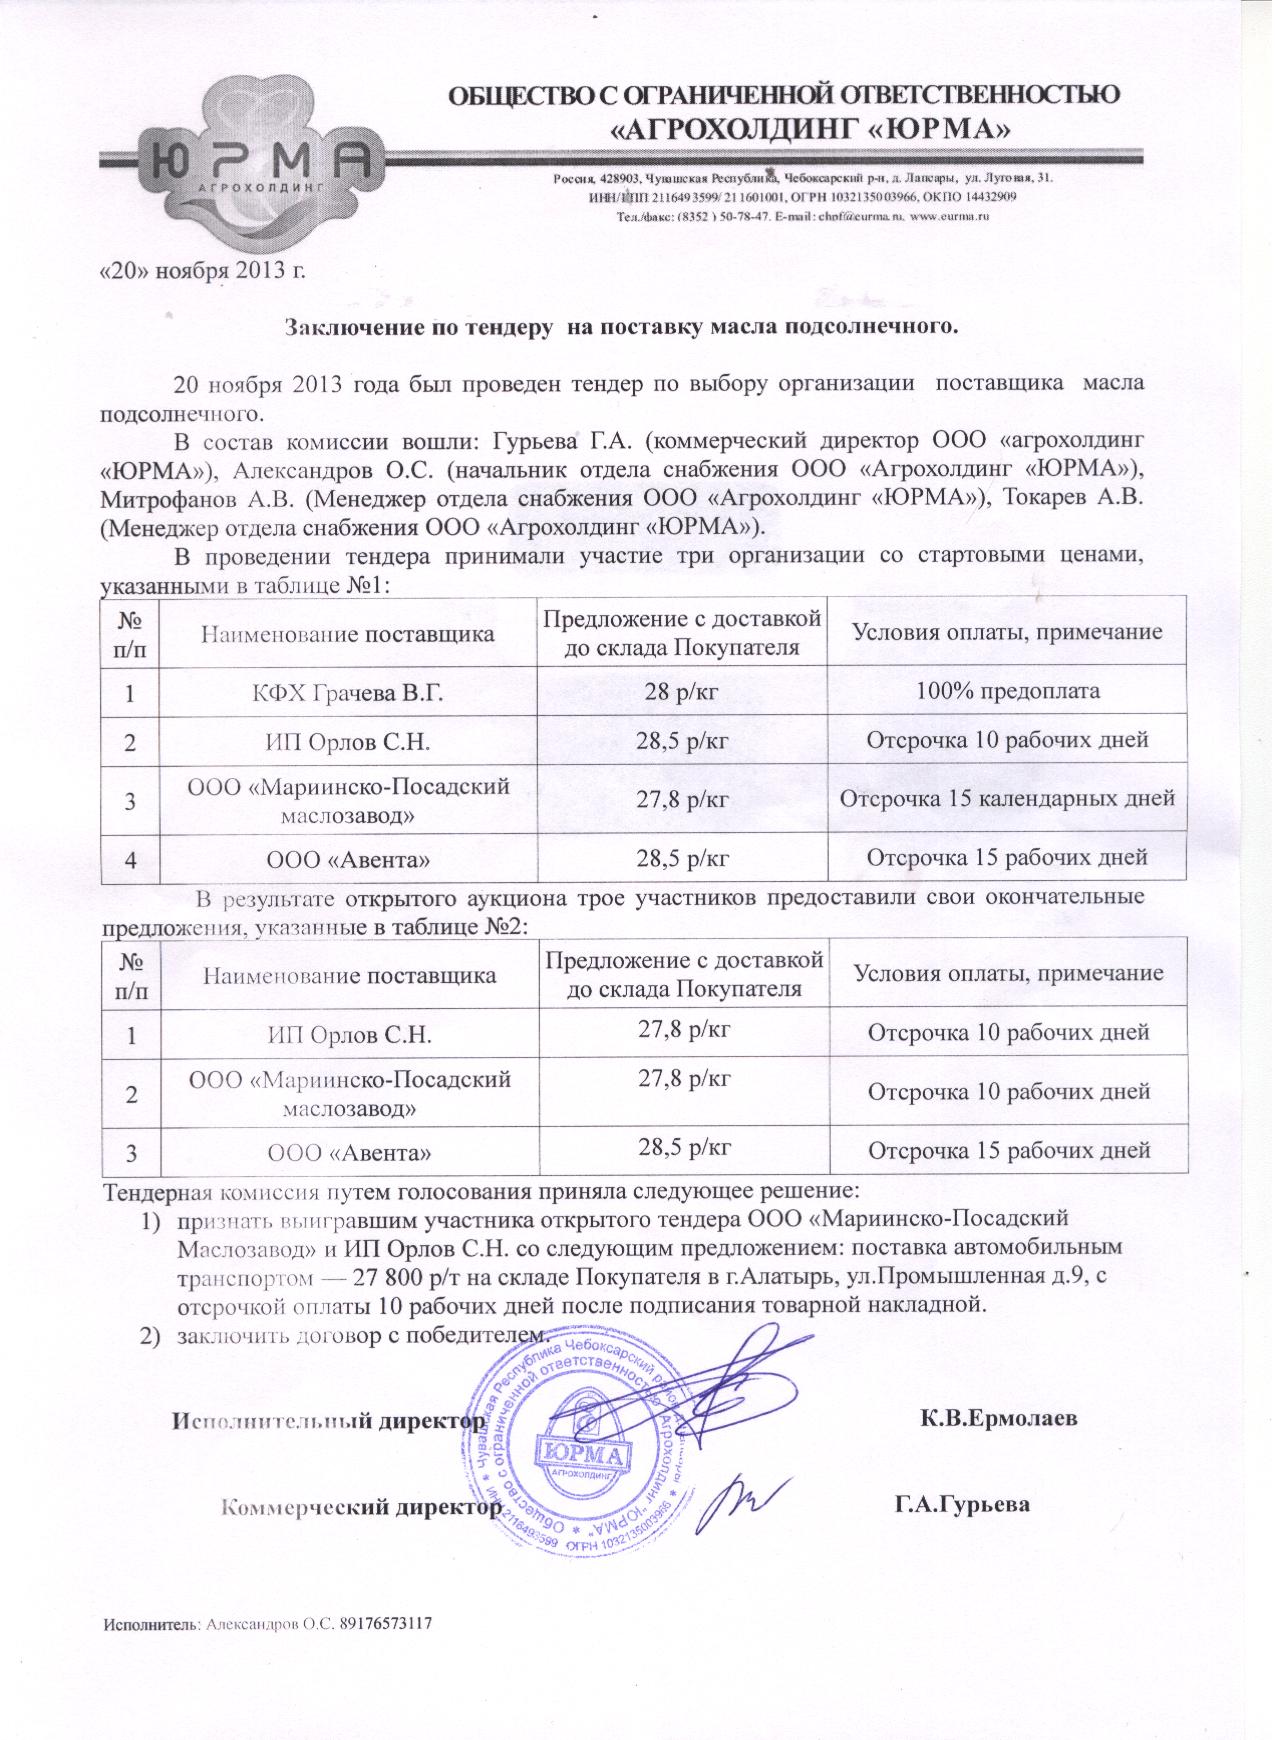 ЮРМА
АГРОХОЛДИНГ
ОБЩЕСТВО С ОГРАНИЧЕННОЙ ОТВЕТСТВЕННОСТЬЮ
«АГРОХОЛДИНГ «ЮРМА»
Россия, 428903, Чувашская Республика, Чебоксарский р-н, д. Лапсары, ул. Луговая, 31.
ИНН/КПП 2116493599/ 211601001, ОГРН 1032135003966, ОКПО 14432909
Тел./факс: (8352 ) 50-78-47. E-mail: chof@eurma.ru. www.eurma.ru
«20» ноября 2013 г.
Заключение по тендеру на поставку масла подсолнечного.
20 ноября 2013 года был проведен тендер по выбору организации поставщика масла
подсолнечного.
В состав комиссии вошли: Гурьева Г.А. (коммерческий директор ООО «агрохолдинг
«ЮРМА»), Александров О.С. (начальник отдела снабжения ООО «Агрохолдинг «ЮРМА»),
Митрофанов А.В. (Менеджер отдела снабжения ООО «Агрохолдинг «ЮРМА»), Токарев А.В.
(Менеджер отдела снабжения ООО «Агрохолдинг «ЮРМА»).
В проведении тендера принимали участие три организации со стартовыми ценами,
указанными в таблице №1:
№ п/п Наименование поставщика Предложение с доставкой до склада Покупателя Условия оплаты, примечание
1 КФХ Грачева В.Г. 28 р/кг 100% предоплата
2 ИП Орлов С.Н. 28,5 р/кг Отсрочка 10 рабочих дней
3 ООО «Мариинско-Посадский маслозавод» 27,8 р/кг Отсрочка 15 календарных дней
4 ООО «Авента» 28,5 р/кг Отсрочка 15 рабочих дней
В результате открытого аукциона трое участников предоставили свои окончательные
предложения, указанные в таблице №2:
№ п/п Наименование поставщика Предложение с доставкой до склада Покупателя Условия оплаты, примечание
1 ИП Орлов С.Н. 27,8 р/кг Отсрочка 10 рабочих дней
2 ООО «Мариинско-Посадский маслозавод» 27,8 р/кг Отсрочка 10 рабочих дней
3 ООО «Авента» 28,5 р/кг Отсрочка 15 рабочих дней
Тендерная комиссия путем голосования приняла следующее решение:
1) признать выигравшим участника открытого тендера ООО «Мариинско-Посадский
Маслозавод» и ИП Орлов С.Н. со следующим предложением: поставка автомобильным
транспортом — 27 800 р/т на складе Покупателя в г.Алатырь, ул.Промышленная д.9, с
отсрочкой оплаты 10 рабочих дней после подписания товарной накладной.
2) заключить договор с победителем.
Исполнительный директор К.В.Ермолаев
Коммерческий директор Г.А.Гурьева
* Чувашская Республика Чебоксарский район
* ИНН 2116493599 ОГРН 1032135003966 *
Общество с ограниченной ответственностью "Агрохолдинг "ЮРМА" *
ЮРМА
АГРОХОЛДИНГ
Исполнитель: Александров О.С. 89176573117